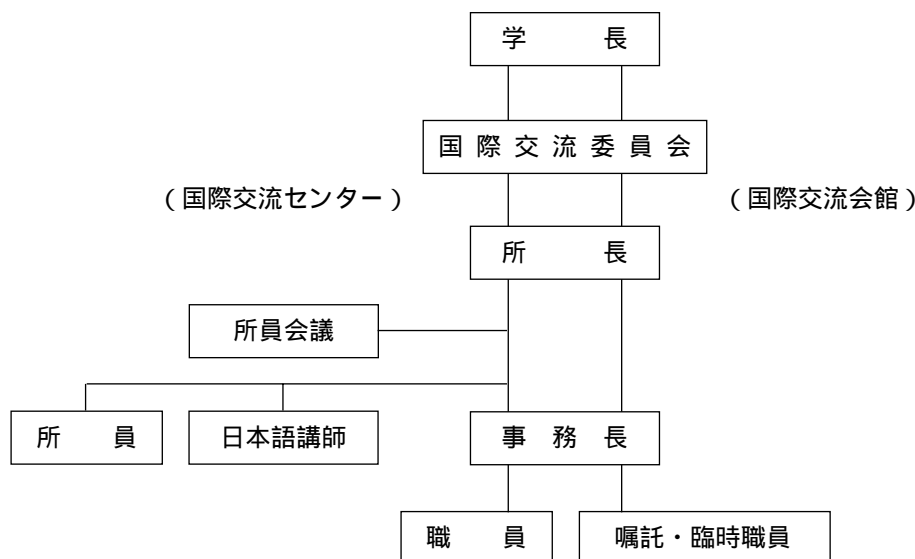 学　　長
国 際 交 流 委 員 会
（国際交流センター）
（国際交流会館）
所　　長
所員会議
所　　員
日本語講師
事　務　長
職　　員
嘱託・臨時職員